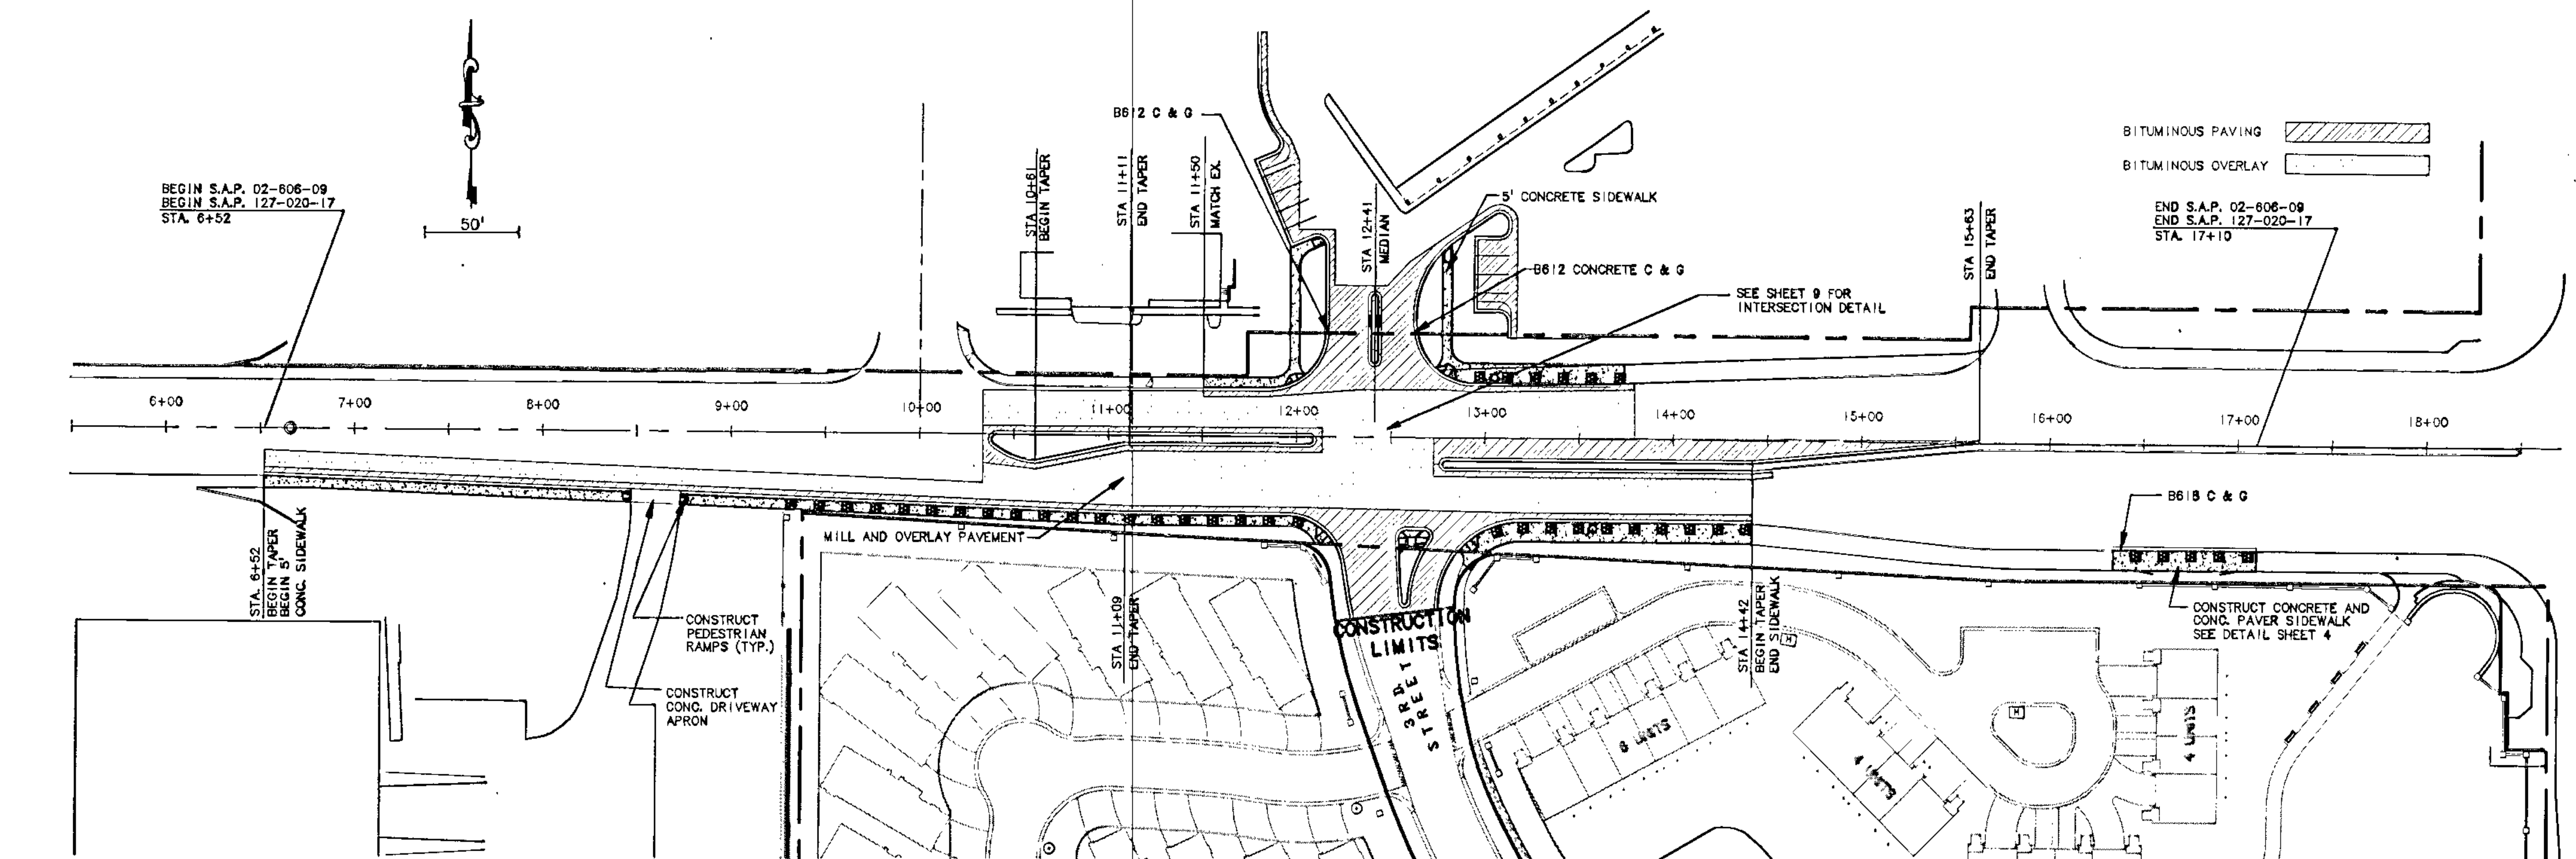 B612 C & G
BITUMINOUS PAVING
BITUMINOUS OVERLAY
BEGIN S.A.P. 02-606-09
BEGIN S.A.P. 127-020-17
STA. 6+52
50'
STA 10+61
BEGIN TAPER
STA 11+11
END TAPER
STA 11+50
MATCH EX.
5' CONCRETE SIDEWALK
STA 12+41
MEDIAN
B612 CONCRETE C & G
SEE SHEET 9 FOR
INTERSECTION DETAIL
STA 15+63
END TAPER
END S.A.P. 02-606-09
END S.A.P. 127-020-17
STA. 17+10
6+00
7+00
8+00
9+00
10+00
11+00
12+00
13+00
14+00
15+00
16+00
17+00
18+00
B618 C & G
STA. 6+52
BEGIN TAPER
BEGIN 5'
CONC. SIDEWALK
MILL AND OVERLAY PAVEMENT
CONSTRUCT
PEDESTRIAN
RAMPS (TYP.)
CONSTRUCT
CONC. DRIVEWAY
APRON
STA 11+09
END TAPER
CONSTRUCTION
LIMITS
3RD
STREET
STA 14+42
BEGIN TAPER
END SIDEWALK
H
CONSTRUCT CONCRETE AND
CONC. PAVER SIDEWALK
SEE DETAIL SHEET 4
H
4 UNITS
4 UNITS